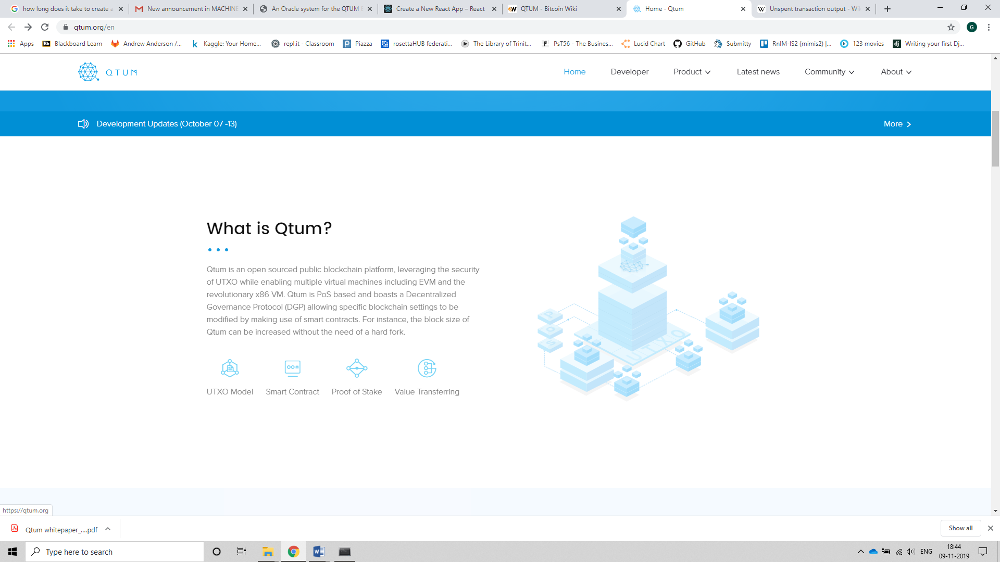 how long does it take to create a
New announcement in MACHINE
An Oracle system for the QTUM B
Create a New React App – React
QTUM - Bitcoin Wiki
Home - Qtum
Unspent transaction output - Wik
qtum.org/en
G
Apps
Blackboard Learn
Andrew Anderson /...
Kaggle: Your Home...
repl.it - Classroom
Piazza
rosettaHUB federati...
The Library of Trinit...
PsT56 - The Busines...
Lucid Chart
GitHub
Submitty
RnIM-IS2 (rnimis2) |...
123 movies
Writing your first Dj...
QTUM
Home
Developer
Product
Latest news
Community
About
Development Updates (October 07 -13)
More
What is Qtum?
Qtum is an open sourced public blockchain platform, leveraging the security
of UTXO while enabling multiple virtual machines including EVM and the
revolutionary x86 VM. Qtum is PoS based and boasts a Decentralized
Governance Protocol (DGP) allowing specific blockchain settings to be
modified by making use of smart contracts. For instance, the block size of
Qtum can be increased without the need of a hard fork.
UTXO Model
Smart Contract
Proof of Stake
Value Transferring
P
O
S
UTXO
https://qtum.org
Qtum whitepaper_....pdf
Show all
Type here to search
ENG
18:44
09-11-2019